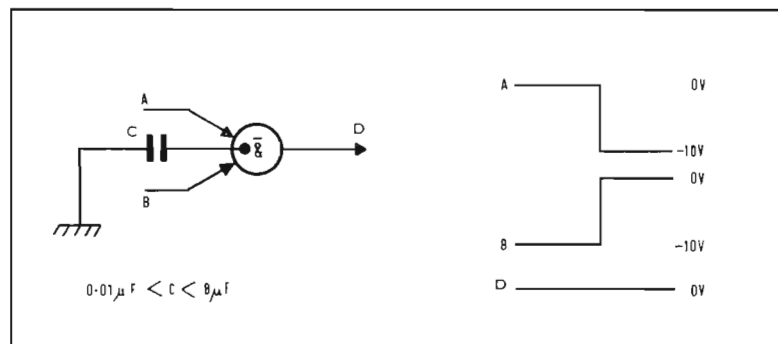 A
C
&
D
B
0·01μF < C < 8μF
A 0V
-10V
0V
B -10V
D 0V